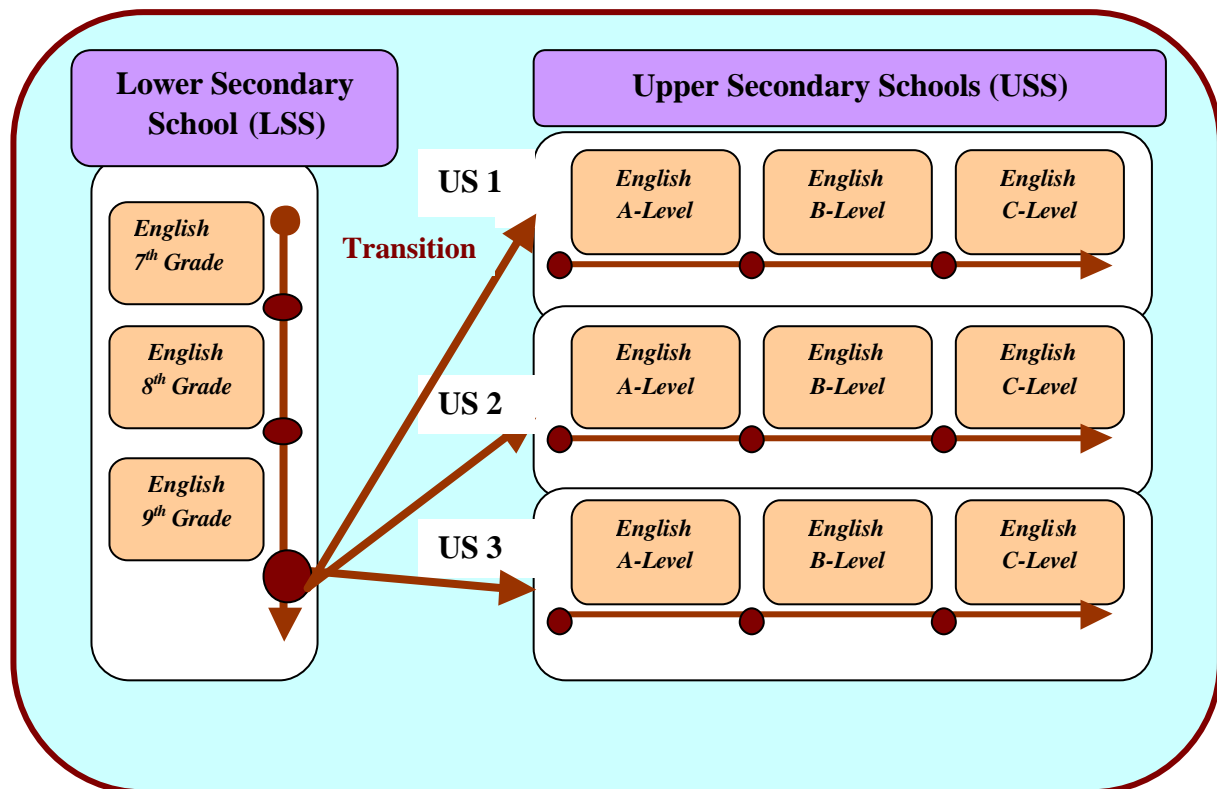 Lower Secondary
School (LSS)
English
7th Grade
English
8th Grade
English
9th Grade
Transition
Upper Secondary Schools (USS)
US 1
English
A-Level
English
B-Level
English
C-Level
US 2
English
A-Level
English
B-Level
English
C-Level
US 3
English
A-Level
English
B-Level
English
C-Level